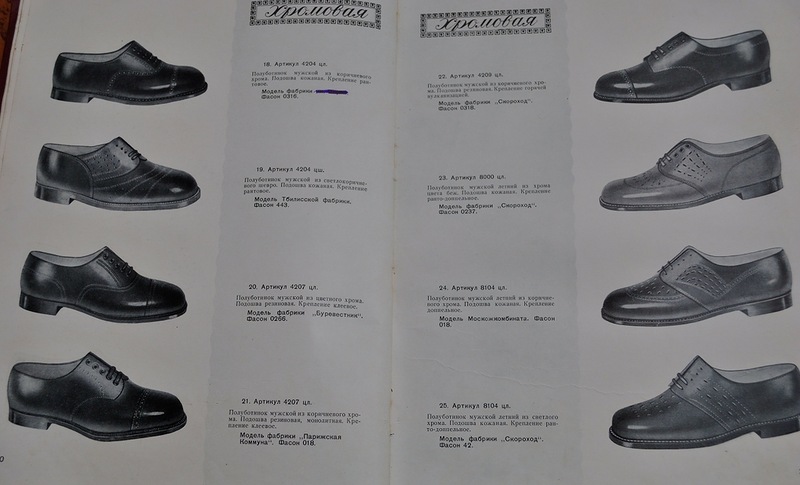 Хромовая
18. Артикул 4204 цл.
Полуботинок мужской из коричневого
хрома. Подошва кожаная. Крепление ран-
товое.
Модель фабрики
Фасон 0316.
19. Артикул 4204 цш.
Полуботинок мужской из светлокоричне-
вого шевро. Подошва кожаная. Крепление
рантовое.
Модель Тбилисской фабрики.
Фасон 443.
20. Артикул 4207 цл.
Полуботинок мужской из цветного хрома.
Подошва резиновая. Крепление клеевое.
Модель фабрики „Буревестник“.
Фасон 0266.
21. Артикул 4207 цл.
Полуботинок мужской из коричневого хро-
ма. Подошва резиновая, монолитная. Кре-
пление клеевое.
Модель фабрики „Парижская
Коммуна“. Фасон 018.
0
Хромовая
22. Артикул 4209 цл.
Полуботинок мужской из коричневого хро-
ма. Подошва резиновая. Крепление горячей
вулканизацией.
Модель фабрики „Скороход“.
Фасон 0318.
23. Артикул 8000 цл.
Полуботинок мужской летний из хрома
цвета беж. Подошва кожаная. Крепление
ранто-доппельное.
Модель фабрики „Скороход“.
Фасон 0237.
24. Артикул 8104 цл.
Полуботинок мужской летний из коричне-
вого хрома. Подошва кожаная. Крепление
доппельное.
Модель Москожкомбината. Фасон
018.
25. Артикул 8104 цл.
Полуботинок мужской летний из светлого
хрома. Подошва кожаная. Крепление ран-
то-доппельное.
Модель фабрики „Скороход“.
Фасон 42.